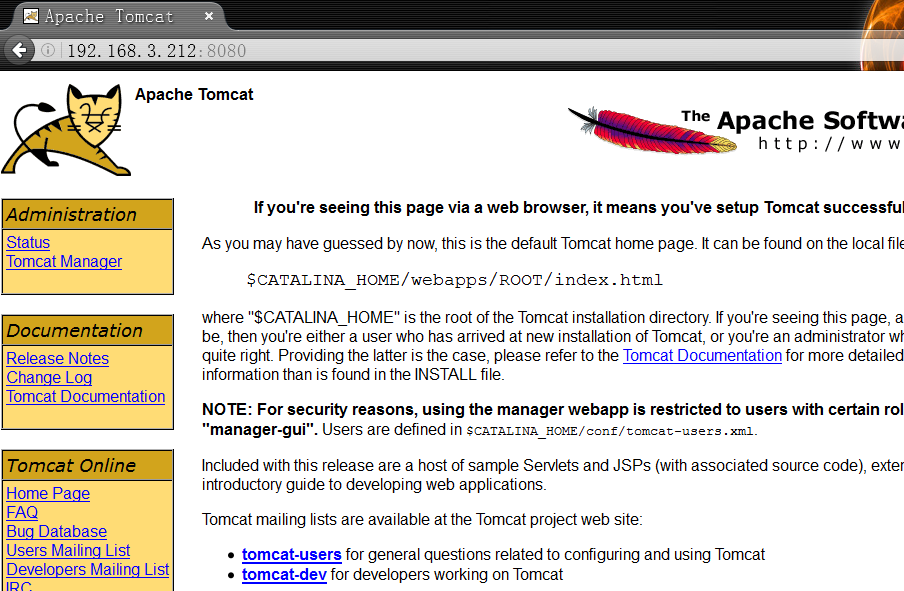 Apache Tomcat
192.168.3.212:8080
Apache Tomcat
The Apache Softwa
http://www
Administration
Status
Tomcat Manager
Documentation
Release Notes
Change Log
Tomcat Documentation
Tomcat Online
Home Page
FAQ
Bug Database
Users Mailing List
Developers Mailing List
IRC
If you're seeing this page via a web browser, it means you've setup Tomcat successful
As you may have guessed by now, this is the default Tomcat home page. It can be found on the local file
$CATALINA_HOME/webapps/ROOT/index.html
where "$CATALINA_HOME" is the root of the Tomcat installation directory. If you're seeing this page, a
be, then you're either a user who has arrived at new installation of Tomcat, or you're an administrator wh
quite right. Providing the latter is the case, please refer to the Tomcat Documentation for more detailed
information than is found in the INSTALL file.
NOTE: For security reasons, using the manager webapp is restricted to users with certain rol
"manager-gui". Users are defined in $CATALINA_HOME/conf/tomcat-users.xml.
Included with this release are a host of sample Servlets and JSPs (with associated source code), exter
introductory guide to developing web applications.
Tomcat mailing lists are available at the Tomcat project web site:
• tomcat-users for general questions related to configuring and using Tomcat
• tomcat-dev for developers working on Tomcat